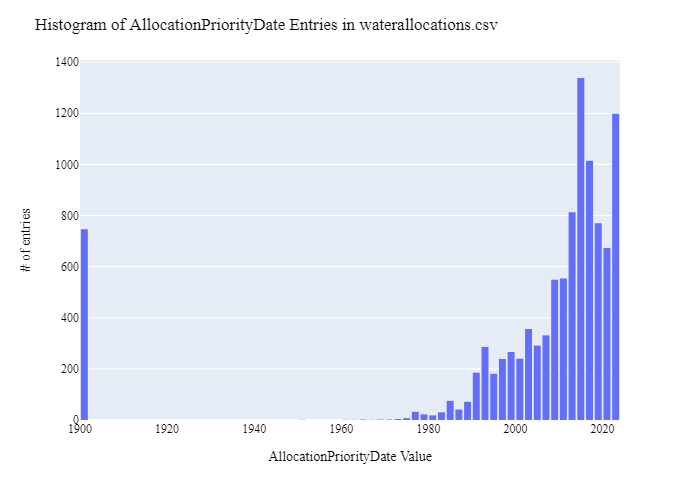 Histogram of AllocationPriorityDate Entries in waterallocations.csv
1400
1200
1000
800
600
400
200
0
# of entries
1900 1920 1940 1960 1980 2000 2020
AllocationPriorityDate Value